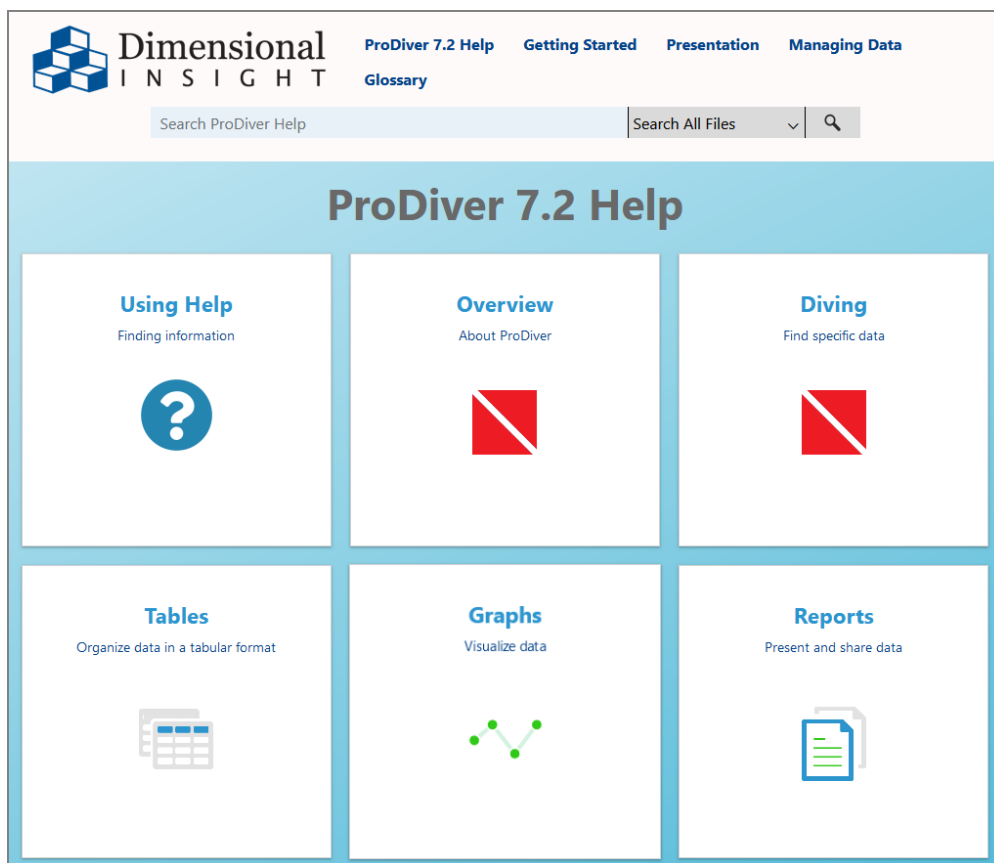 Dimensional
INSIGHT
ProDiver 7.2 Help Getting Started Presentation Managing Data
Glossary
Search ProDiver Help Search All Files
ProDiver 7.2 Help
Using Help
Finding information
Overview
About ProDiver
Diving
Find specific data
Tables
Organize data in a tabular format
Graphs
Visualize data
Reports
Present and share data